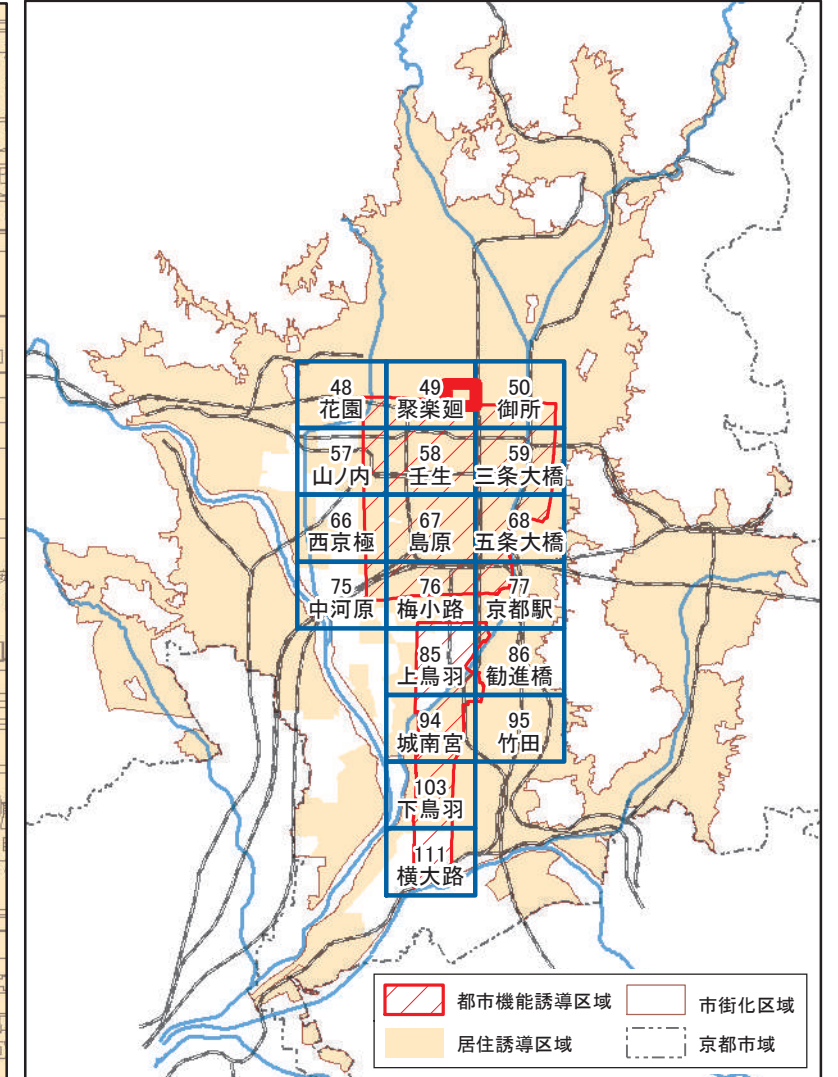 48
花園
49
聚楽廻
50
御所
57
山ノ内
58
壬生
59
三条大橋
66
西京極
67
島原
68
五条大橋
75
中河原
76
梅小路
77
京都駅
85
上鳥羽
86
勧進橋
94
城南宮
95
竹田
103
下鳥羽
111
横大路
都市機能誘導区域
市街化区域
居住誘導区域
京都市域